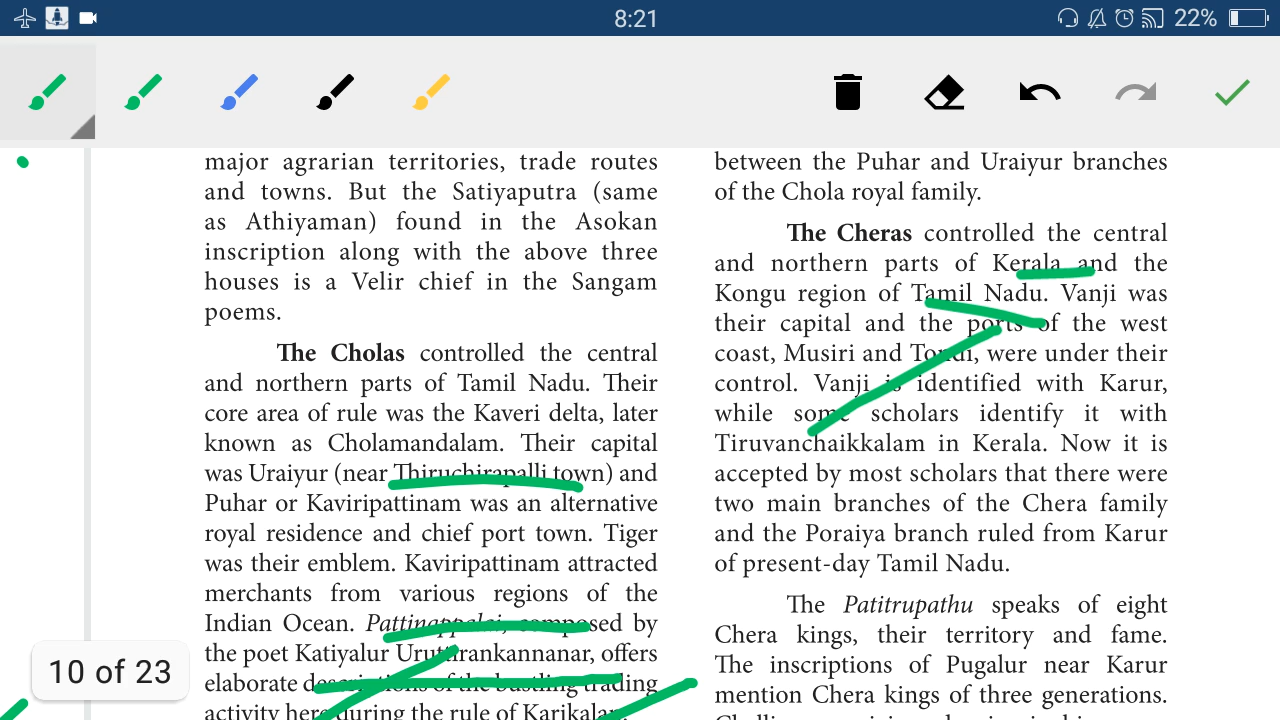 8:21
22%
major agrarian territories, trade routes
and towns. But the Satiyaputra (same
as Athiyaman) found in the Asokan
inscription along with the above three
houses is a Velir chief in the Sangam
poems.
The Cholas controlled the central
and northern parts of Tamil Nadu. Their
core area of rule was the Kaveri delta, later
known as Cholamandalam. Their capital
was Uraiyur (near Thiruchirapalli town) and
Puhar or Kaviripattinam was an alternative
royal residence and chief port town. Tiger
was their emblem. Kaviripattinam attracted
merchants from various regions of the
Indian Ocean. Pattinappalai, composed by
the poet Katiyalur Uruttirankannanar, offers
elaborate descriptions of the bustling trading
activity here during the rule of Karikalan.
between the Puhar and Uraiyur branches
of the Chola royal family.
The Cheras controlled the central
and northern parts of Kerala and the
Kongu region of Tamil Nadu. Vanji was
their capital and the ports of the west
coast, Musiri and Tondi, were under their
control. Vanji is identified with Karur,
while some scholars identify it with
Tiruvanchaikkalam in Kerala. Now it is
accepted by most scholars that there were
two main branches of the Chera family
and the Poraiya branch ruled from Karur
of present-day Tamil Nadu.
The Patitrupathu speaks of eight
Chera kings, their territory and fame.
The inscriptions of Pugalur near Karur
mention Chera kings of three generations.
10 of 23